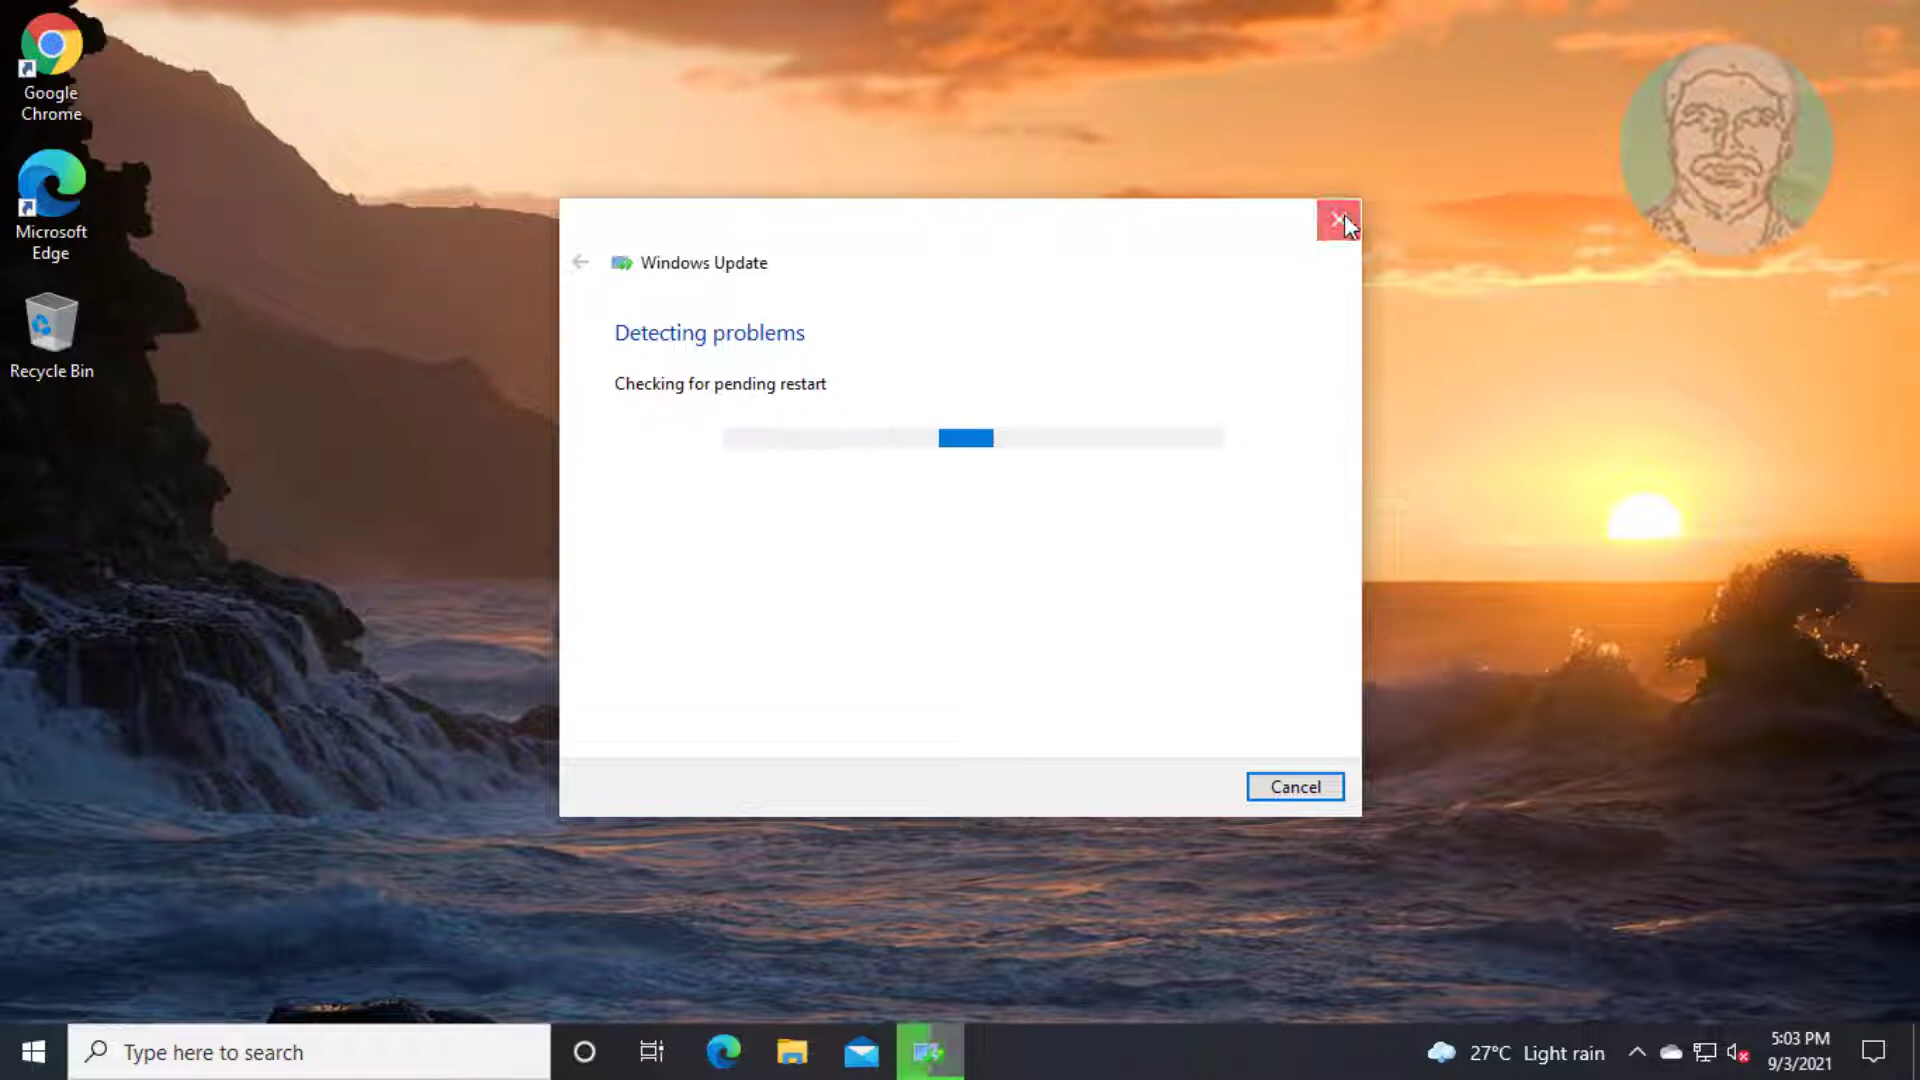 Google
Chrome
Microsoft
Edge
Recycle Bin
Windows Update
Detecting problems
Checking for pending restart
Cancel
Type here to search
27°C Light rain
5:03 PM
9/3/2021